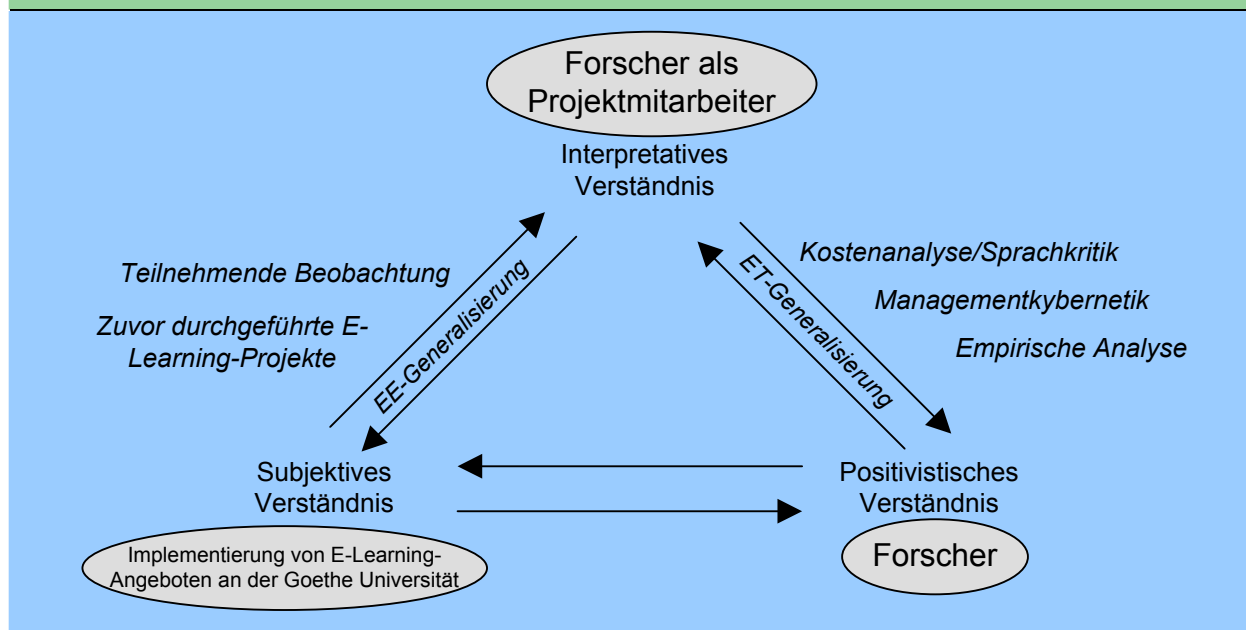 Forscher als
Projektmitarbeiter
Interpretatives
Verständnis
Teilnehmende Beobachtung
Zuvor durchgeführte E-
Learning-Projekte
EE-Generalisierung
ET-Generalisierung
Kostenanalyse/Sprachkritik
Managementkybernetik
Empirische Analyse
Subjektives
Verständnis
Implementierung von E-Learning-
Angeboten an der Goethe Universität
Positivistisches
Verständnis
Forscher